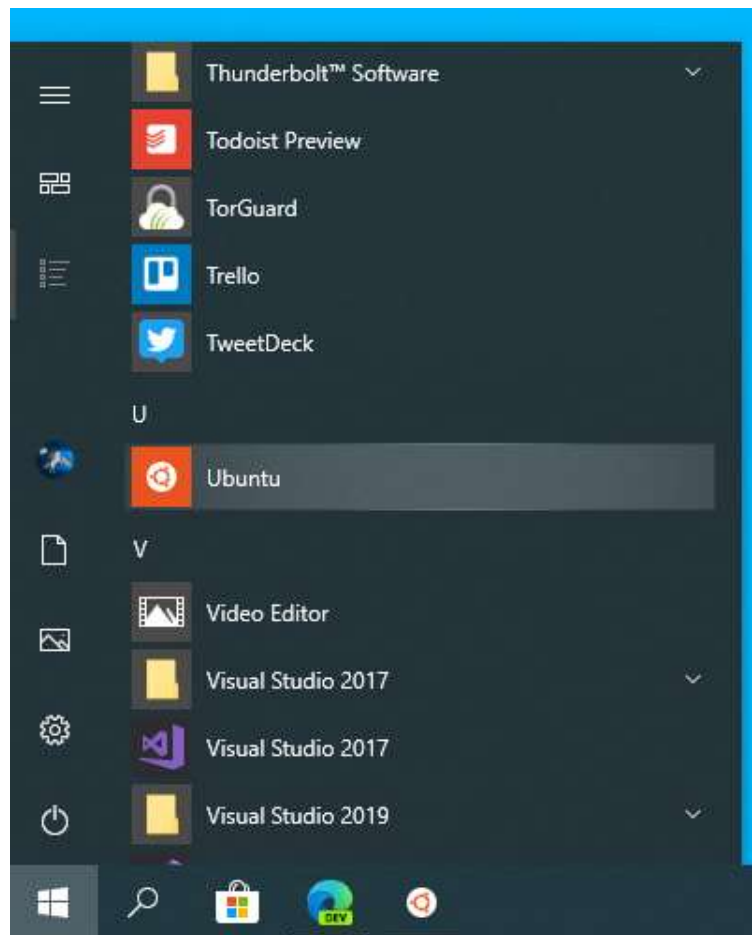 Thunderbolt™ Software
Todoist Preview
TorGuard
Trello
TweetDeck
U
Ubuntu
V
Video Editor
Visual Studio 2017
Visual Studio 2017
Visual Studio 2019
DEV